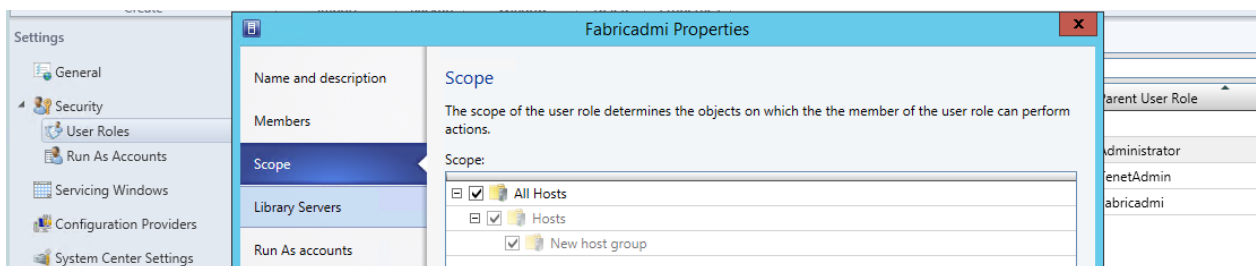 Create
Settings
General
Security
User Roles
Run As Accounts
Servicing Windows
Configuration Providers
System Center Settings
Fabricadmi Properties
x
Name and description
Members
Scope
Library Servers
Run As accounts
Scope
The scope of the user role determines the objects on which the the member of the user role can perform
actions.
Scope:
All Hosts
Hosts
New host group
Parent User Role
Administrator
TenetAdmin
Fabricadmi